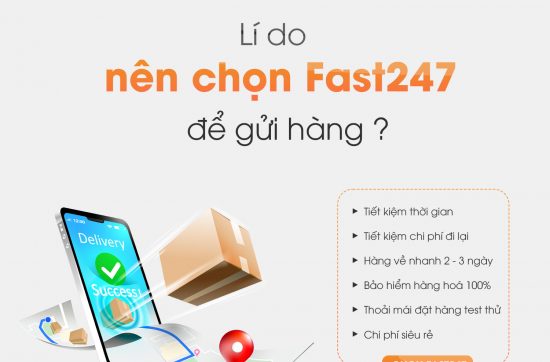 Lí do
nên chọn Fast247
để gửi hàng ?
Delivery
Success!
Tiết kiệm thời gian
Tiết kiệm chi phí đi lại
Hàng về nhanh 2 - 3 ngày
Bảo hiểm hàng hoá 100%
Thoải mái đặt hàng test thử
Chi phí siêu rẻ